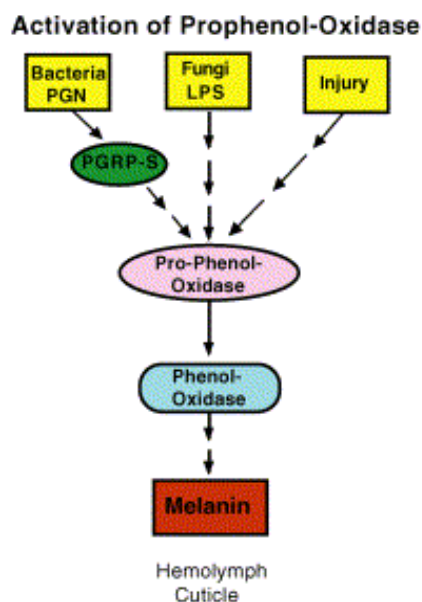 Activation of Prophenol-Oxidase
Bacteria
PGN
Fungi
LPS
Injury
PGRP-S
Pro-Phenol-
Oxidase
Phenol-
Oxidase
Melanin
Hemolymph
Cuticle